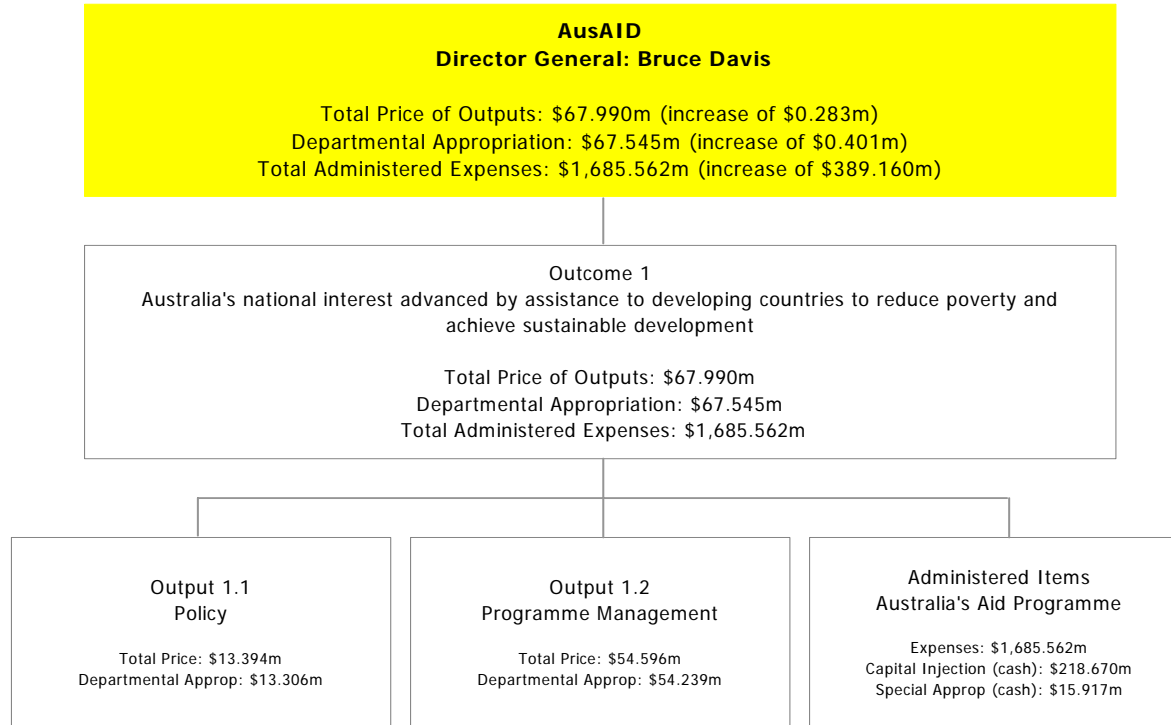 AusAID
Director General: Bruce Davis
Total Price of Outputs: $67.990m (increase of $0.283m)
Departmental Appropriation: $67.545m (increase of $0.401m)
Total Administered Expenses: $1,685.562m (increase of $389.160m)
Outcome 1
Australia's national interest advanced by assistance to developing countries to reduce poverty and
achieve sustainable development
Total Price of Outputs: $67.990m
Departmental Appropriation: $67.545m
Total Administered Expenses: $1,685.562m
Output 1.1
Policy
Total Price: $13.394m
Departmental Approp: $13.306m
Output 1.2
Programme Management
Total Price: $54.596m
Departmental Approp: $54.239m
Administered Items
Australia's Aid Programme
Expenses: $1,685.562m
Capital Injection (cash): $218.670m
Special Approp (cash): $15.917m